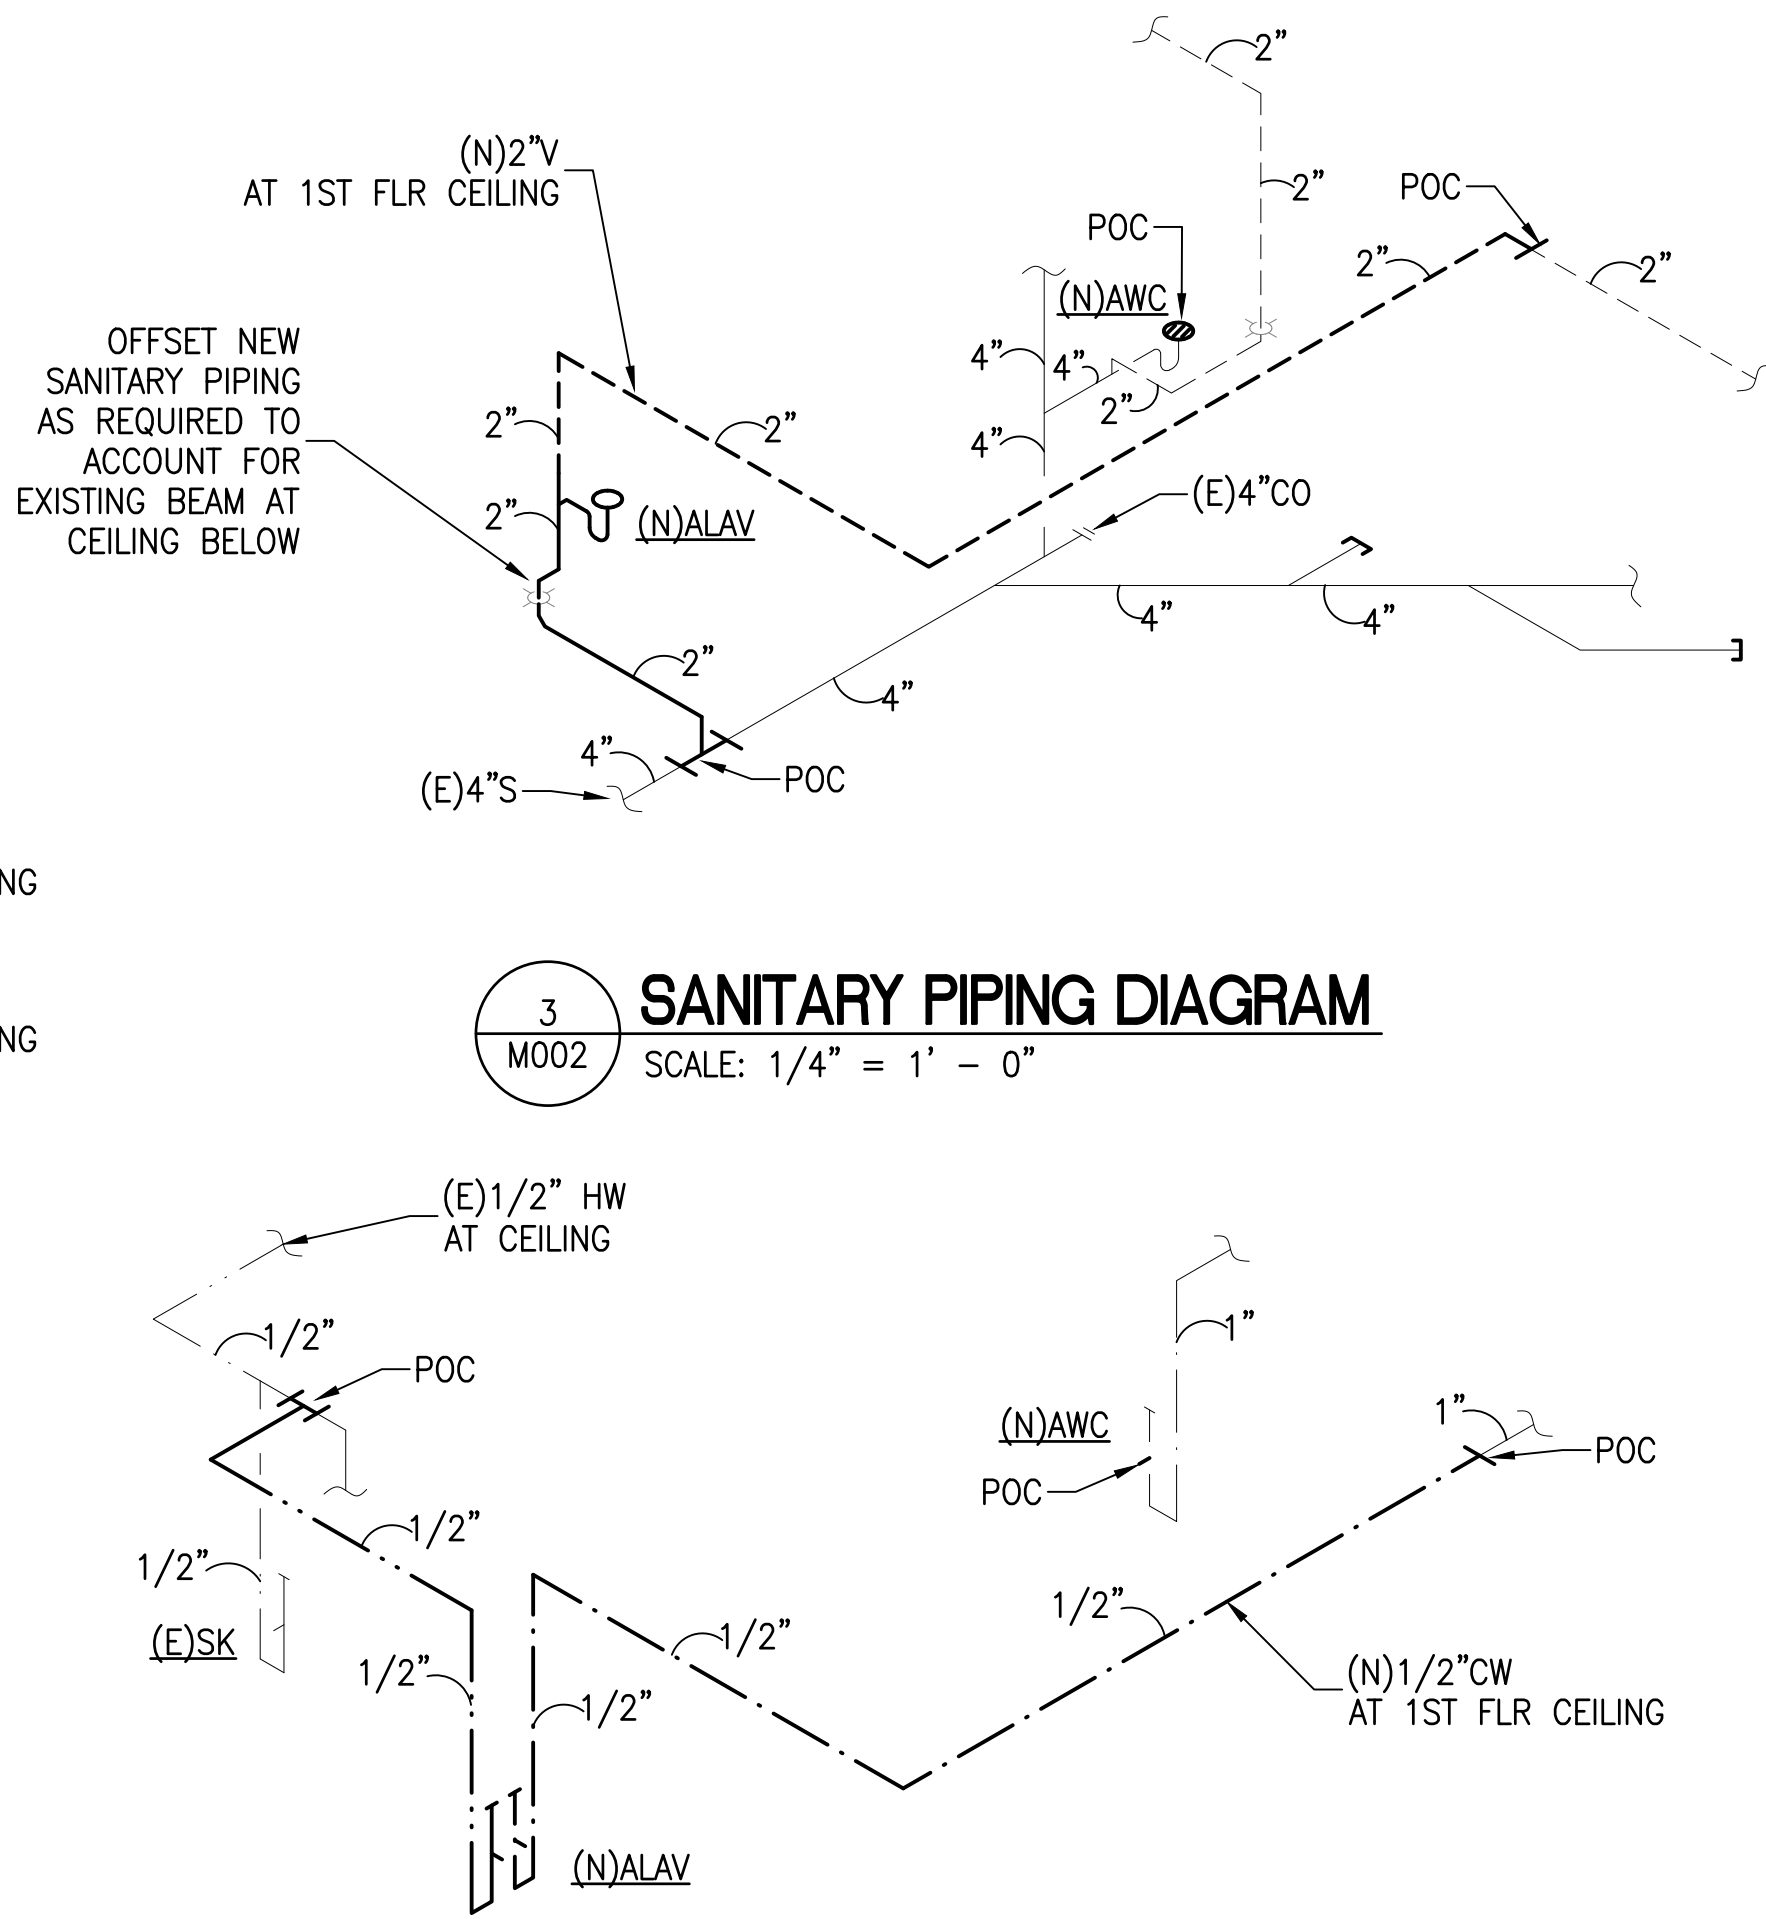 2”
(N)2”V
AT 1ST FLR CEILING
2”
POC
POC
2”
2”
(N)AWC
OFFSET NEW
SANITARY PIPING
AS REQUIRED TO
ACCOUNT FOR
EXISTING BEAM AT
CEILING BELOW
4”
4”
2”
2”
2”
4”
2”
(N)ALAV
(E)4”CO
4”
4”
2”
4”
4”
POC
(E)4”S
NG
NG
3
M002
SANITARY PIPING DIAGRAM
SCALE: 1/4” = 1’ – 0”
(E)1/2” HW
AT CEILING
1/2”
1”
POC
(N)AWC
1”
POC
POC
1/2”
1/2”
(E)SK
1/2”
1/2”
1/2”
1/2”
(N)1/2”CW
AT 1ST FLR CEILING
(N)ALAV